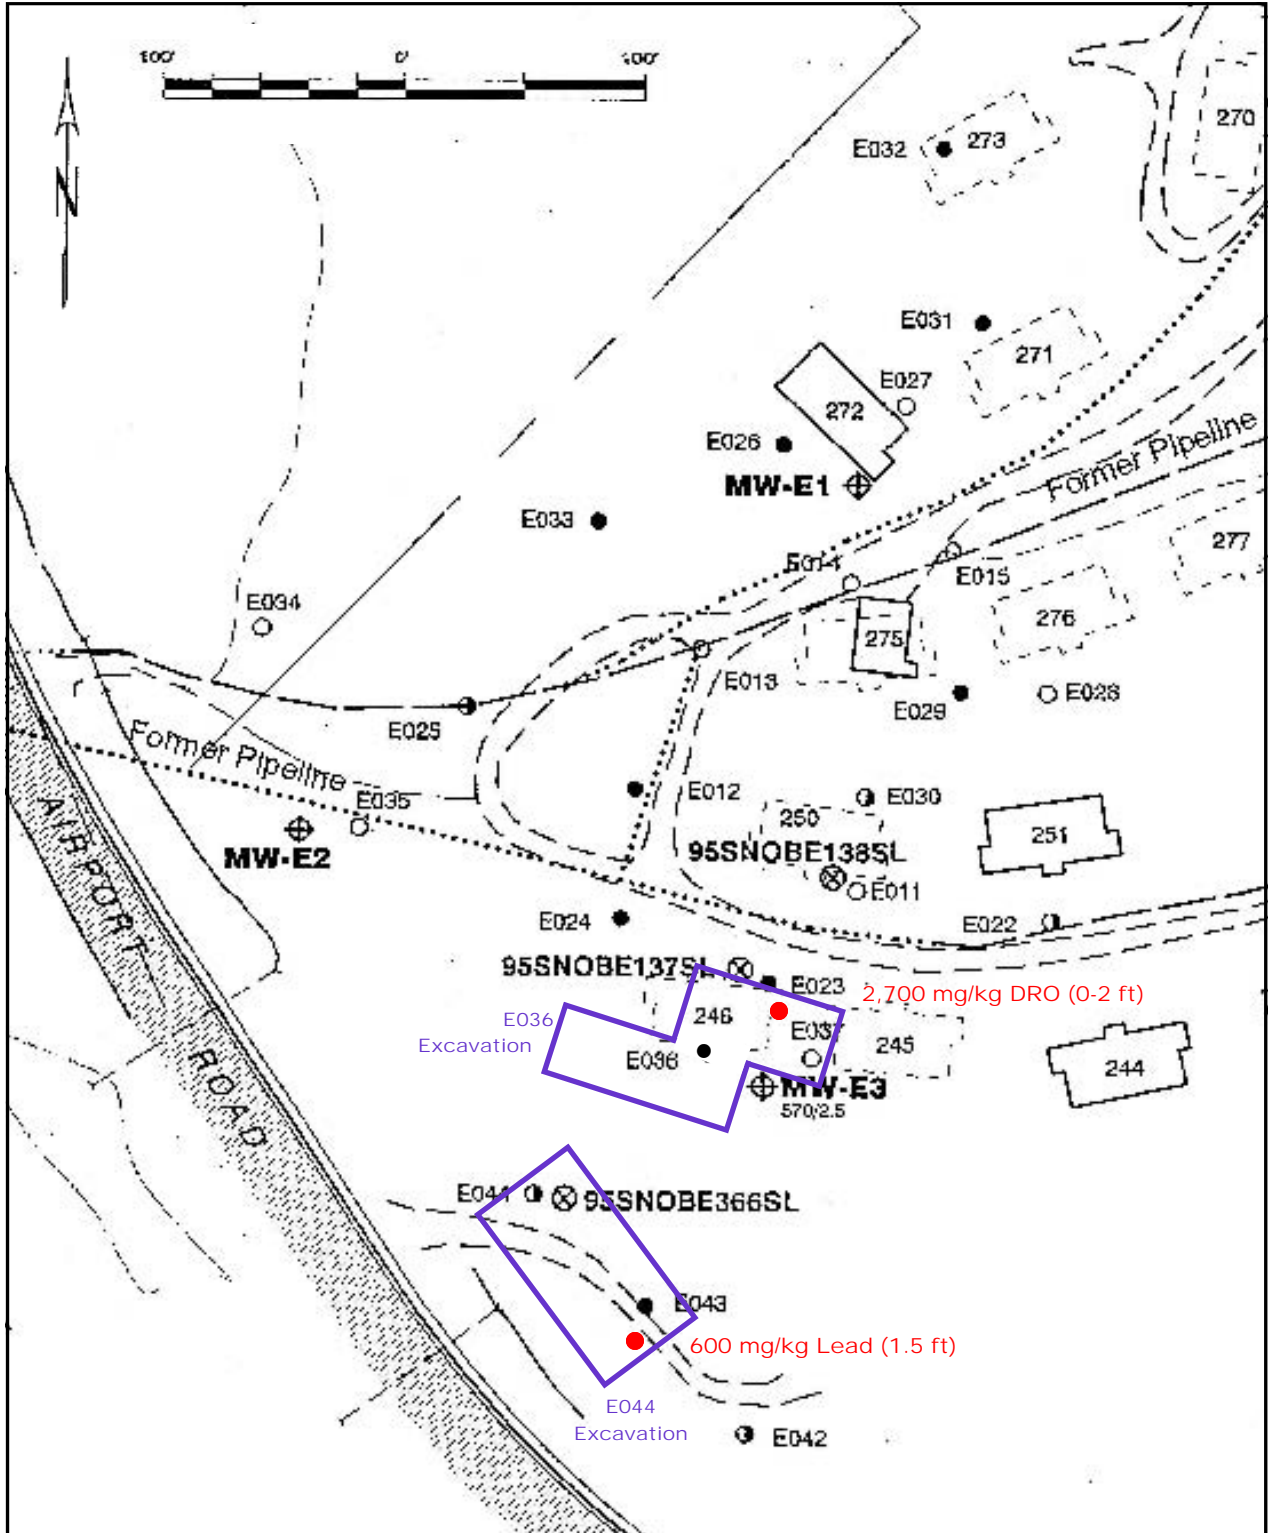 100' 0' 100'
N
270
E032 273
E031
271
E027
272
E026
MW-E1
Former Pipeline
E033
277
E014
E015
E034
276
275
E013
E028
E029
E025
Former Pipeline
E012
E030
E035
250
251
MW-E2
95SNOBE138SL
E011
AIRPORT ROAD
E024
E022
95SNOBE137SL
E023
2,700 mg/kg DRO (0-2 ft)
E036
Excavation
246
E037
245
E036
244
MW-E3
570/2.5
E044
95SNOBE366SL
E043
600 mg/kg Lead (1.5 ft)
E044
Excavation
E042